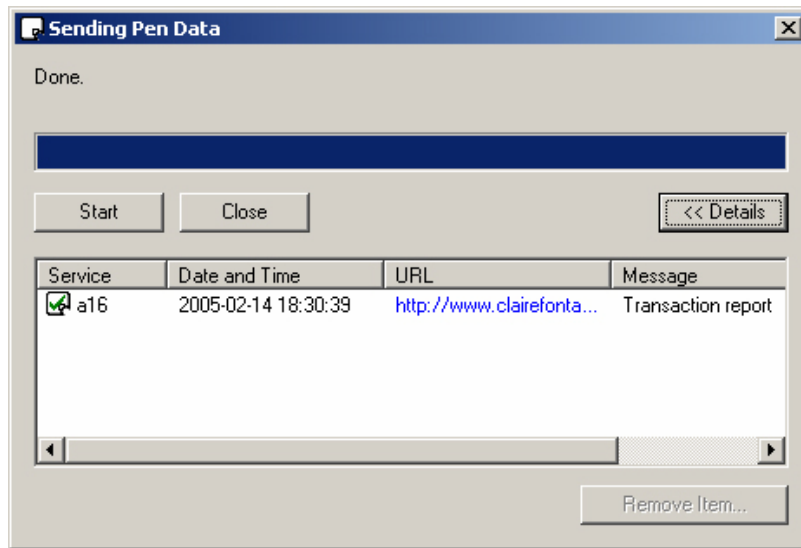 Sending Pen Data
Done.
Start Close << Details
Service Date and Time URL Message
a16 2005-02-14 18:30:39 http://www.clairefonta... Transaction report
Remove Item...